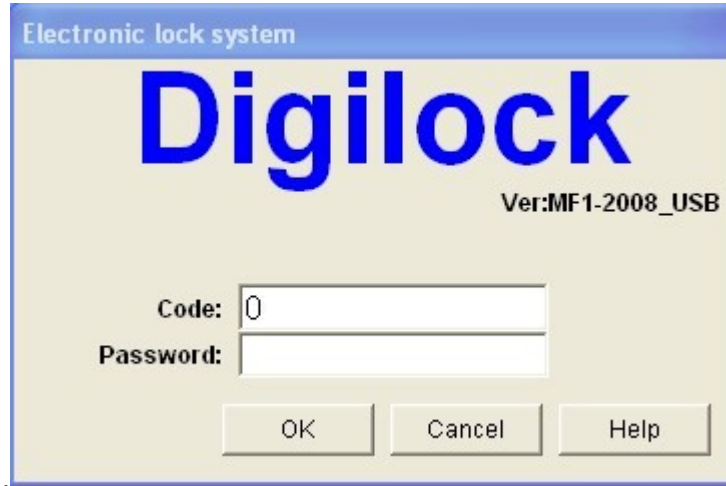 Electronic lock system
Digilock
Ver:MF1-2008_USB
Code: 0
Password:
OK Cancel Help